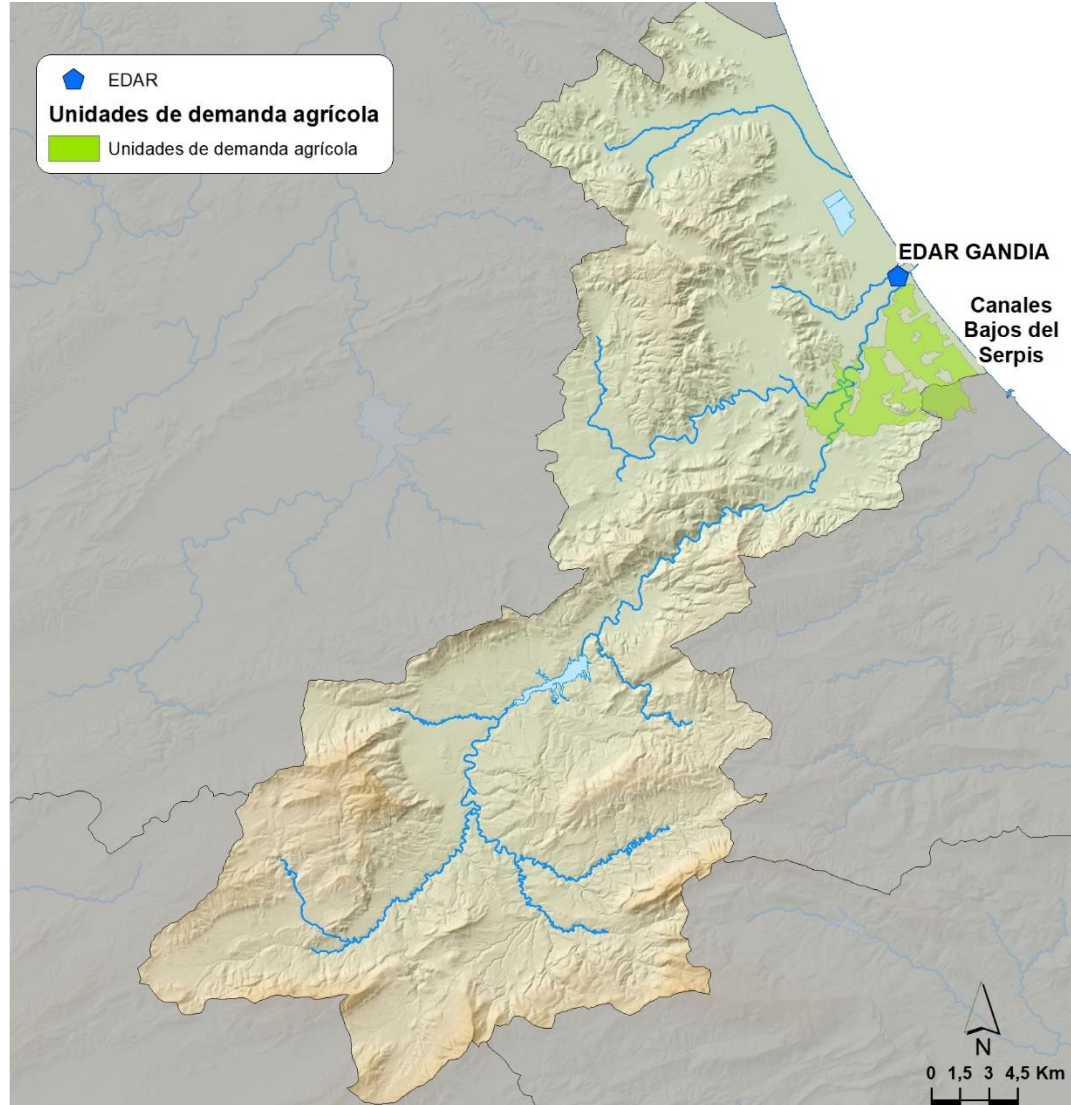 EDAR
Unidades de demanda agrícola
Unidades de demanda agrícola
EDAR GANDIA
Canales
Bajos del
Serpis
N
0 1,5 3 4,5 Km